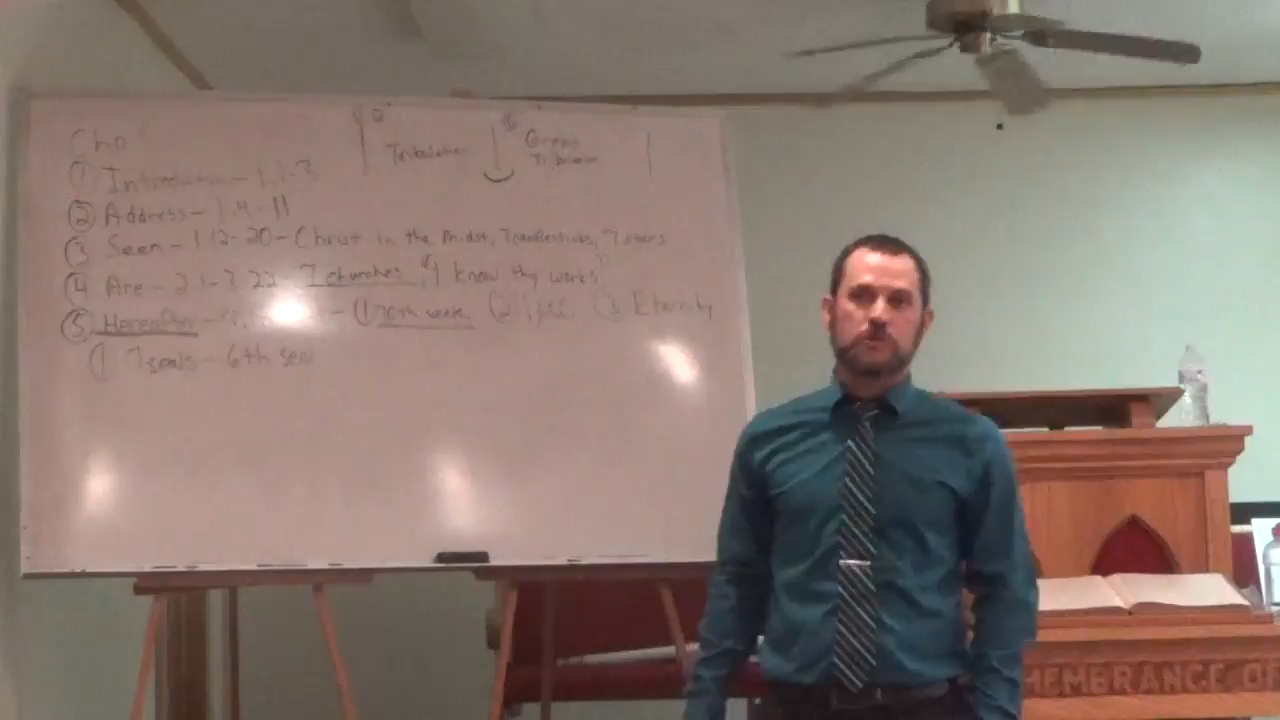 Ch
Tribulation Great Tribulation
① Introduction - 1.1-3
② Address - 1.4-11
③ Seen - 1.12-20 - Christ in the midst, 7 candlesticks, 7 stars
④ Are - 2.1-3.22 - 7 churches, "I know thy works"
⑤ Hereafter - ① 70th week ② ③ Eternity
① 7 seals - 6th seal
MEMBRANCE OF